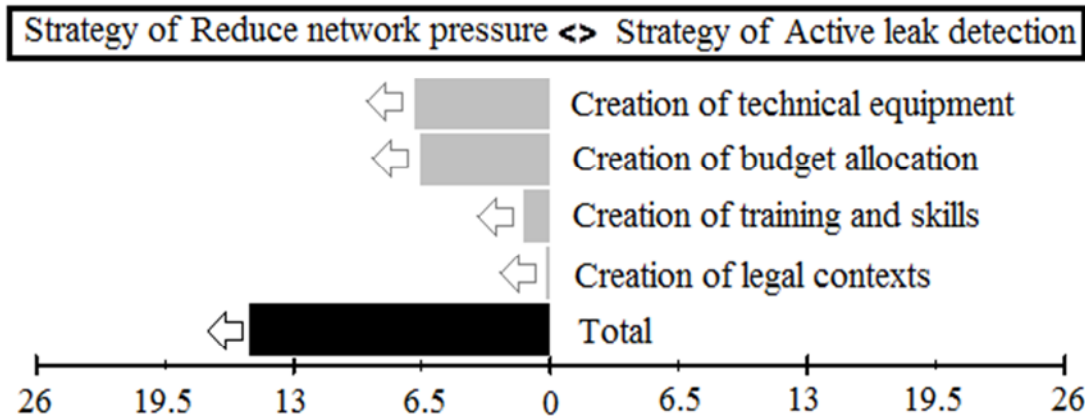 Strategy of Reduce network pressure <> Strategy of Active leak detection
Creation of technical equipment
Creation of budget allocation
Creation of training and skills
Creation of legal contexts
Total
26 19.5 13 6.5 0 6.5 13 19.5 26